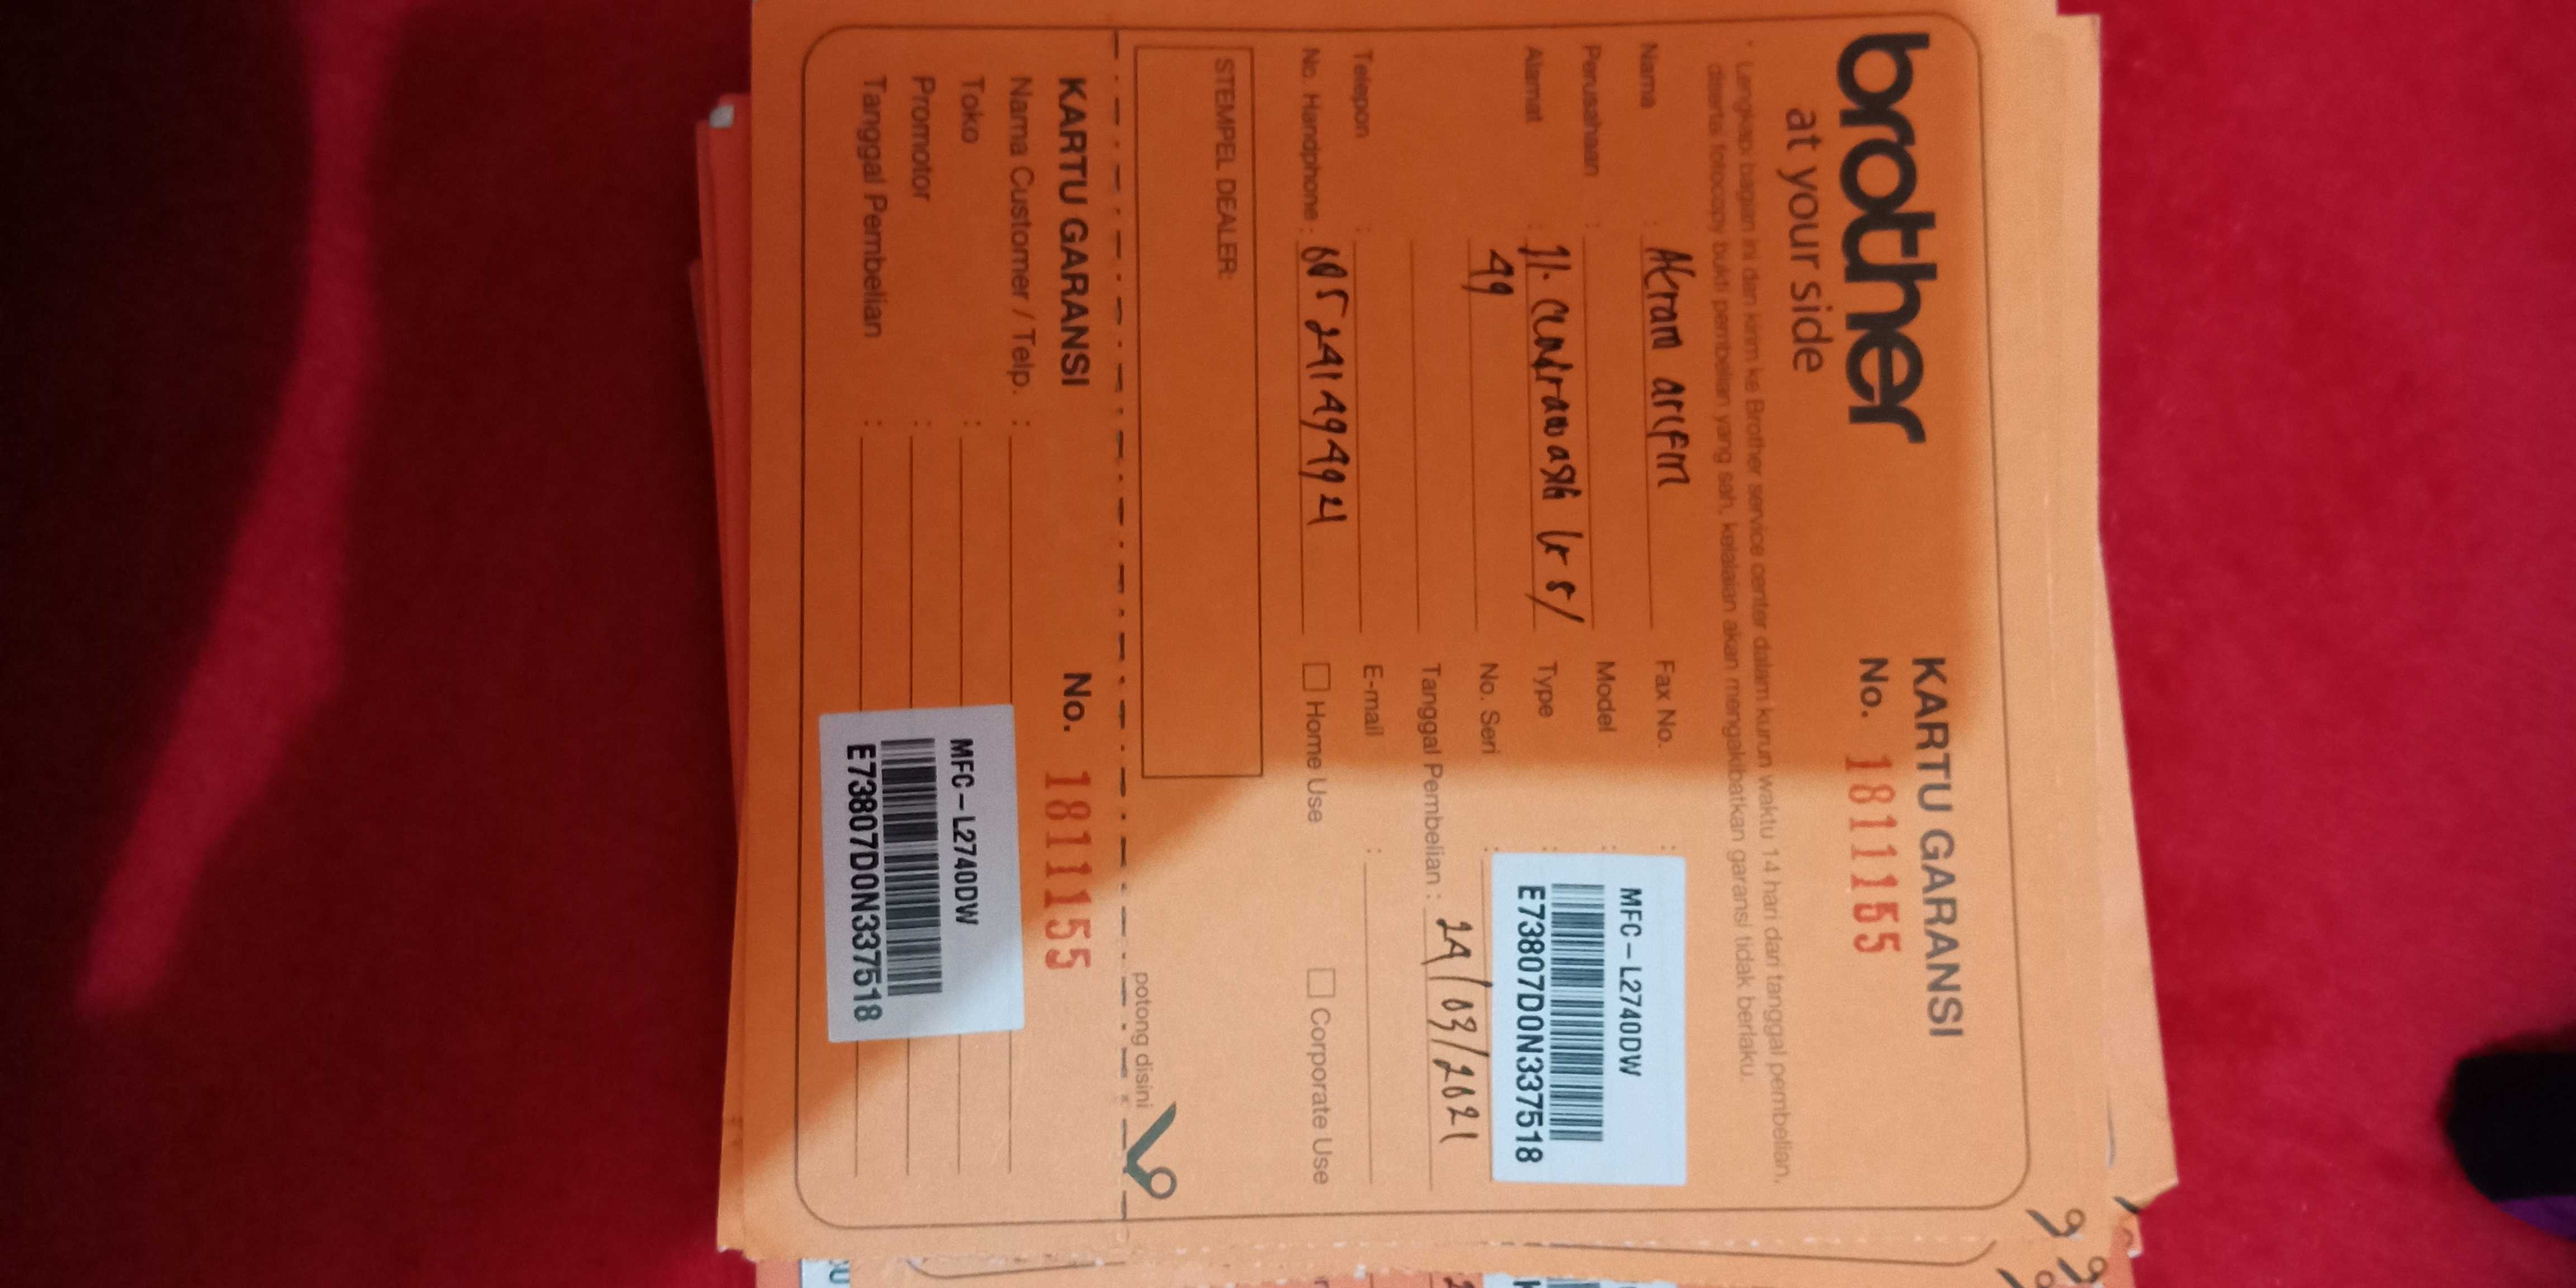 brother
at your side
KARTU GARANSI
No. 1811155
* Lengkapi bagian ini dan kirim ke Brother service center dalam kurun waktu 14 hari dari tanggal pembelian,
disertai fotocopy bukti pembelian yang sah, kelalaian akan mengakibatkan garansi tidak berlaku.
Nama : Akram arifin
Perusahaan :
Alamat : Jl. Cendrawasih lr 5/
49
Telepon :
No. Handphone :
Fax No. :
Model :
Type :
No. Seri :
MFC-L2740DW
E73807D0N337518
Tanggal Pembelian : 24/03/2021
E-mail :
Home Use
Corporate Use
STEMPEL DEALER:
potong disini
KARTU GARANSI
No. 1811155
Nama Customer / Telp. :
Toko :
Promotor :
Tanggal Pembelian :
MFC-L2740DW
E73807D0N337518